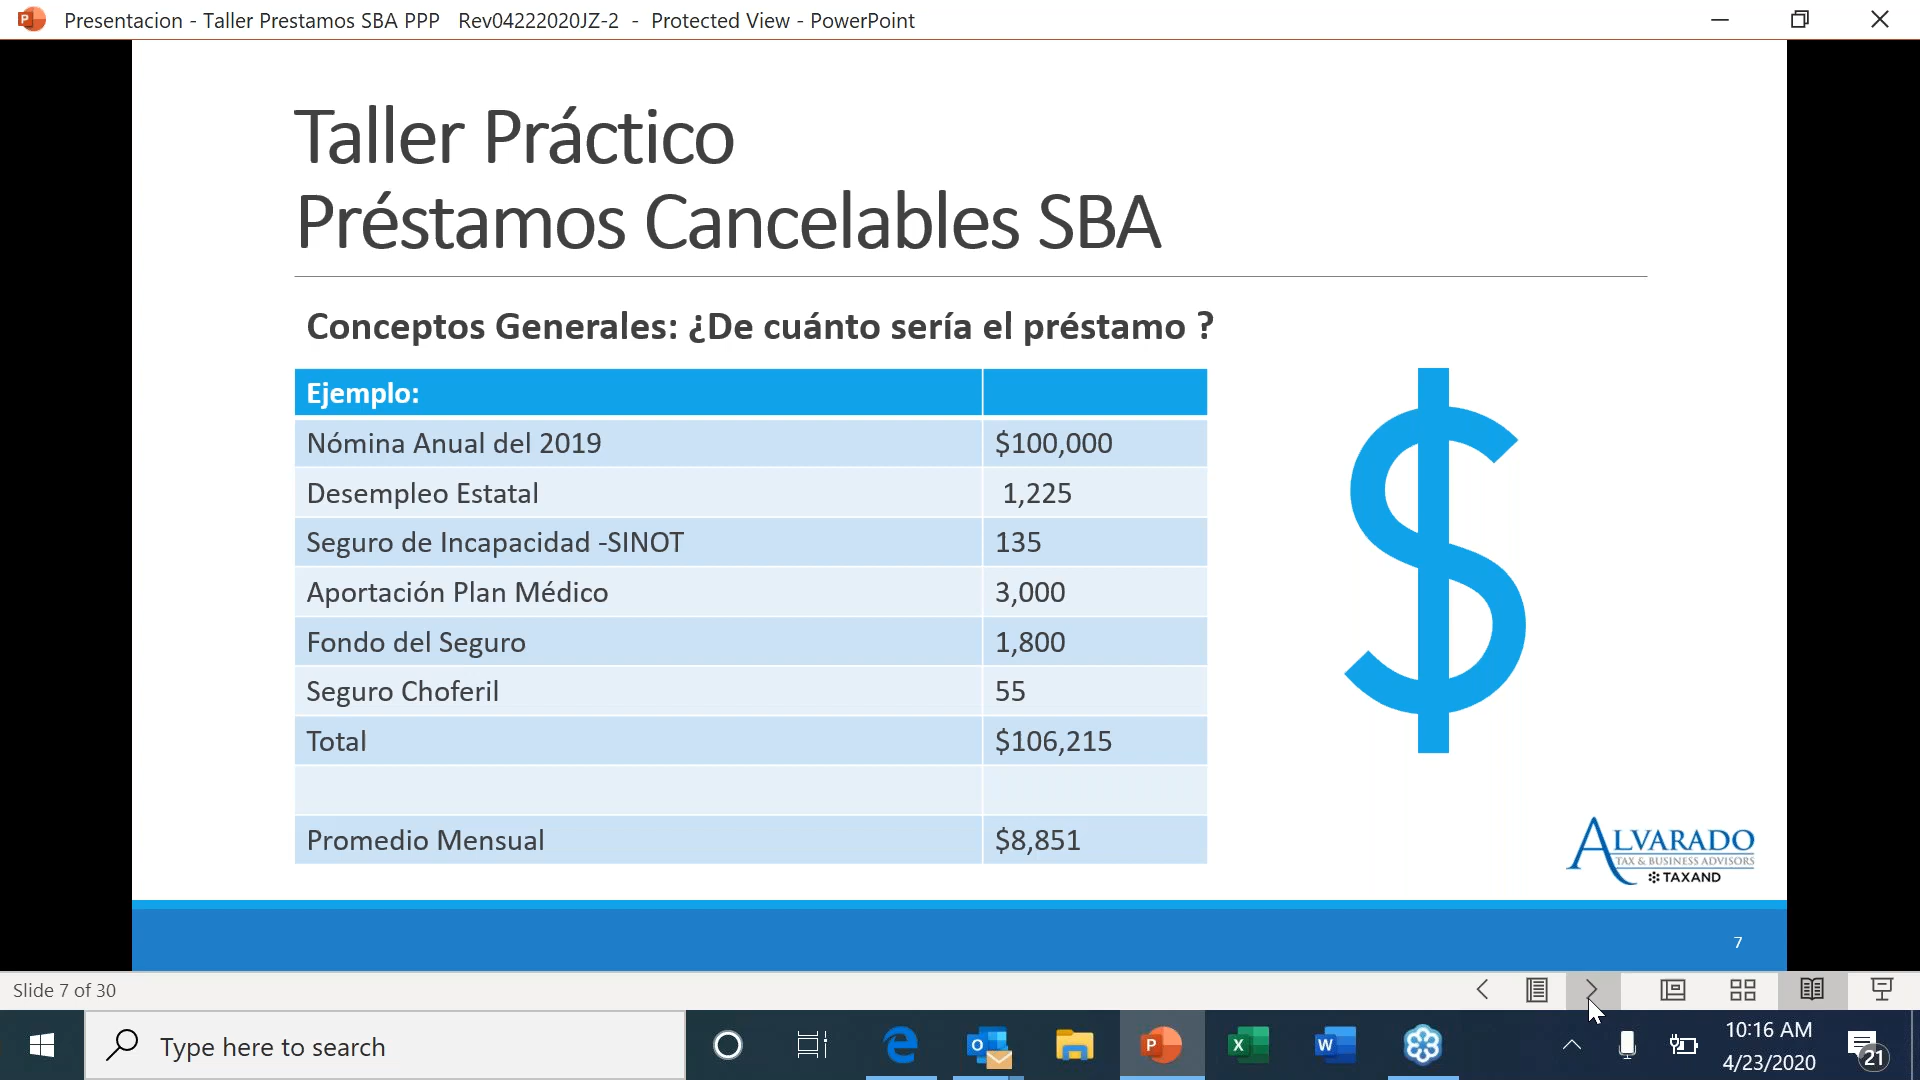 Presentacion - Taller Prestamos SBA PPP Rev04222020JZ-2 - Protected View - PowerPoint
Taller Práctico
Préstamos Cancelables SBA
Conceptos Generales: ¿De cuánto sería el préstamo ?
Ejemplo:
Nómina Anual del 2019 $100,000
Desempleo Estatal 1,225
Seguro de Incapacidad -SINOT 135
Aportación Plan Médico 3,000
Fondo del Seguro 1,800
Seguro Choferil 55
Total $106,215
Promedio Mensual $8,851
$
ALVARADO
TAX & BUSINESS ADVISORS
TAXAND
7
Slide 7 of 30
Type here to search
10:16 AM
4/23/2020
21